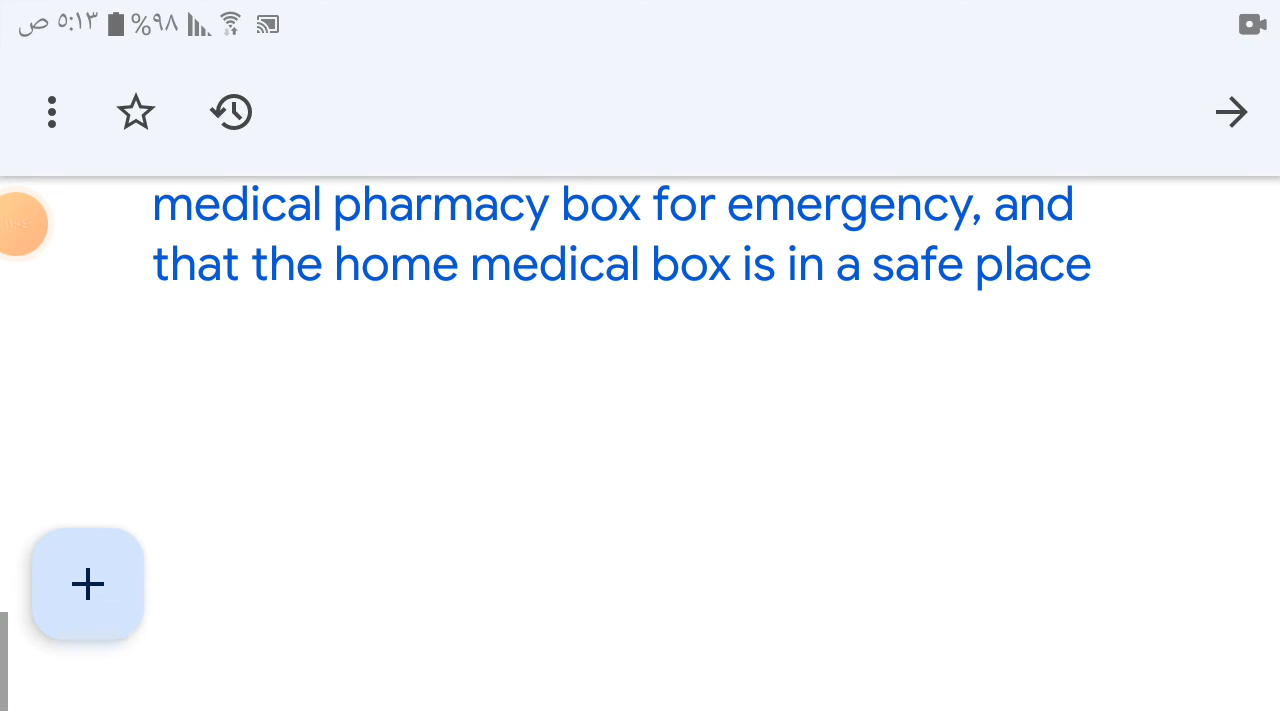 ٥:١٣ ص %٩٨
medical pharmacy box for emergency, and
that the home medical box is in a safe place